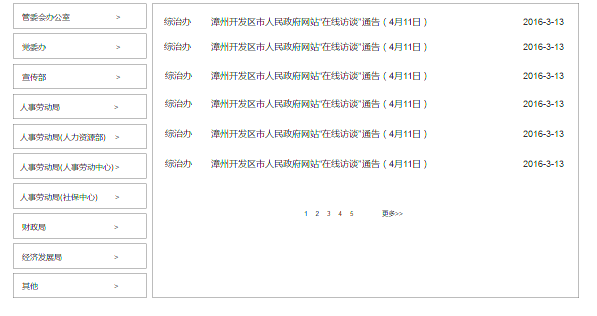 管委会办公室 >
党委办 >
宣传部 >
人事劳动局 >
人事劳动局(人力资源部) >
人事劳动局(人事劳动中心)>
人事劳动局(社保中心) >
财政局 >
经济发展局 >
其他 >
综治办 漳州开发区市人民政府网站“在线访谈”通告（4月11日） 2016-3-13
综治办 漳州开发区市人民政府网站“在线访谈”通告（4月11日） 2016-3-13
综治办 漳州开发区市人民政府网站“在线访谈”通告（4月11日） 2016-3-13
综治办 漳州开发区市人民政府网站“在线访谈”通告（4月11日） 2016-3-13
综治办 漳州开发区市人民政府网站“在线访谈”通告（4月11日） 2016-3-13
综治办 漳州开发区市人民政府网站“在线访谈”通告（4月11日） 2016-3-13
1 2 3 4 5 更多>>